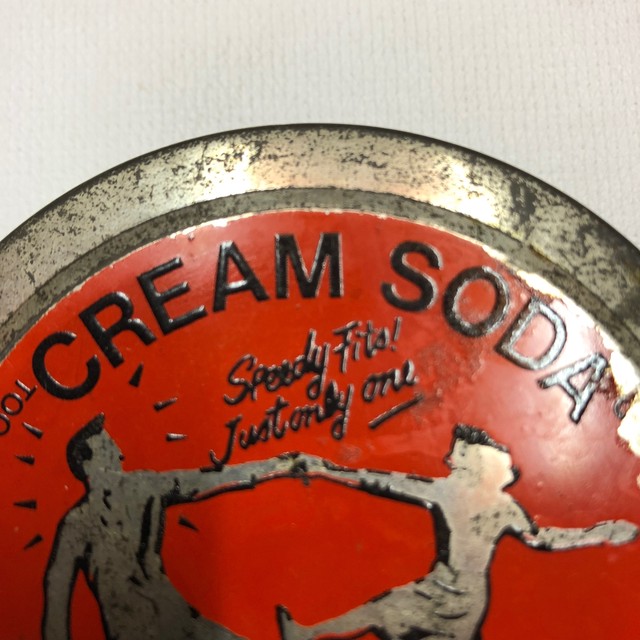 "CREAM SODA"
Speedy Fits!
Just only one